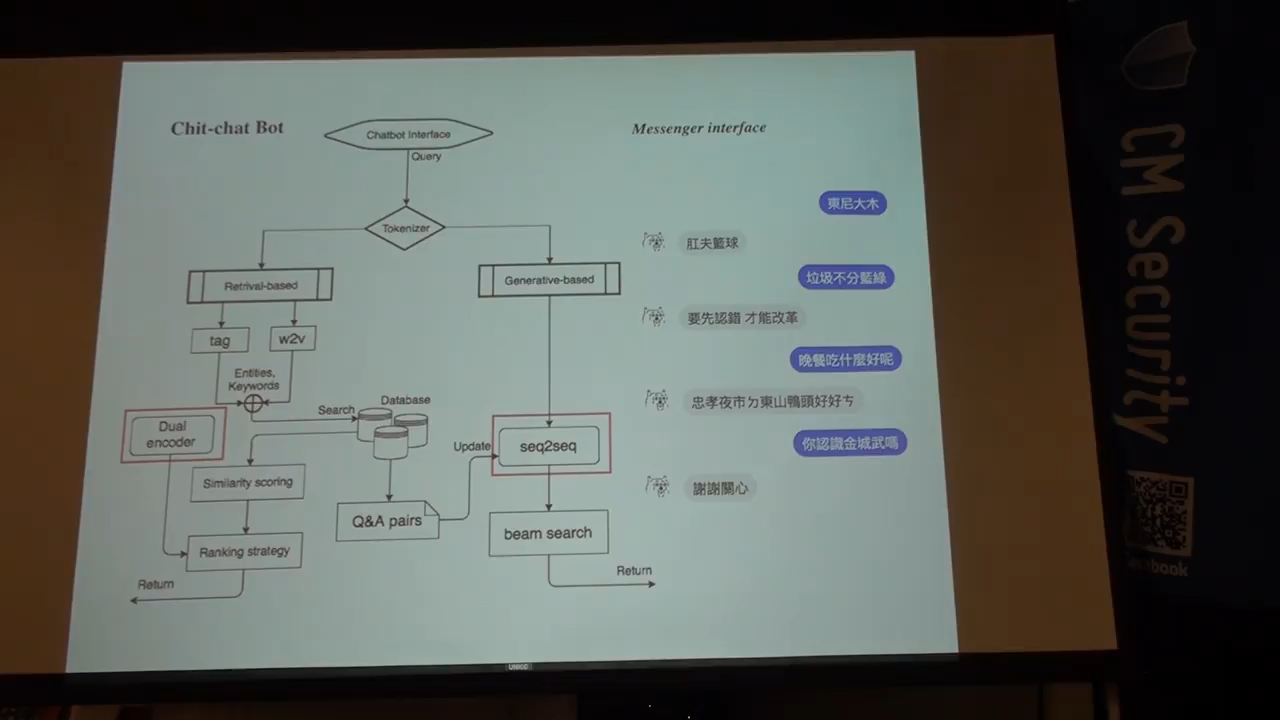 Chit-chat Bot
Chatbot Interface
Query
Tokenizer
Retrival-based
Generative-based
tag
w2v
Entities,
Keywords
Search
Database
Dual
encoder
Update
seq2seq
Similarity scoring
Q&A pairs
beam search
Ranking strategy
Return
Return
Messenger interface
東尼大木
肛夫籃球
垃圾不分藍綠
要先認錯 才能改革
晚餐吃什麼好呢
忠孝夜市ㄉ東山鴨頭好好ㄘ
你認識金城武嗎
謝謝關心
CM Security